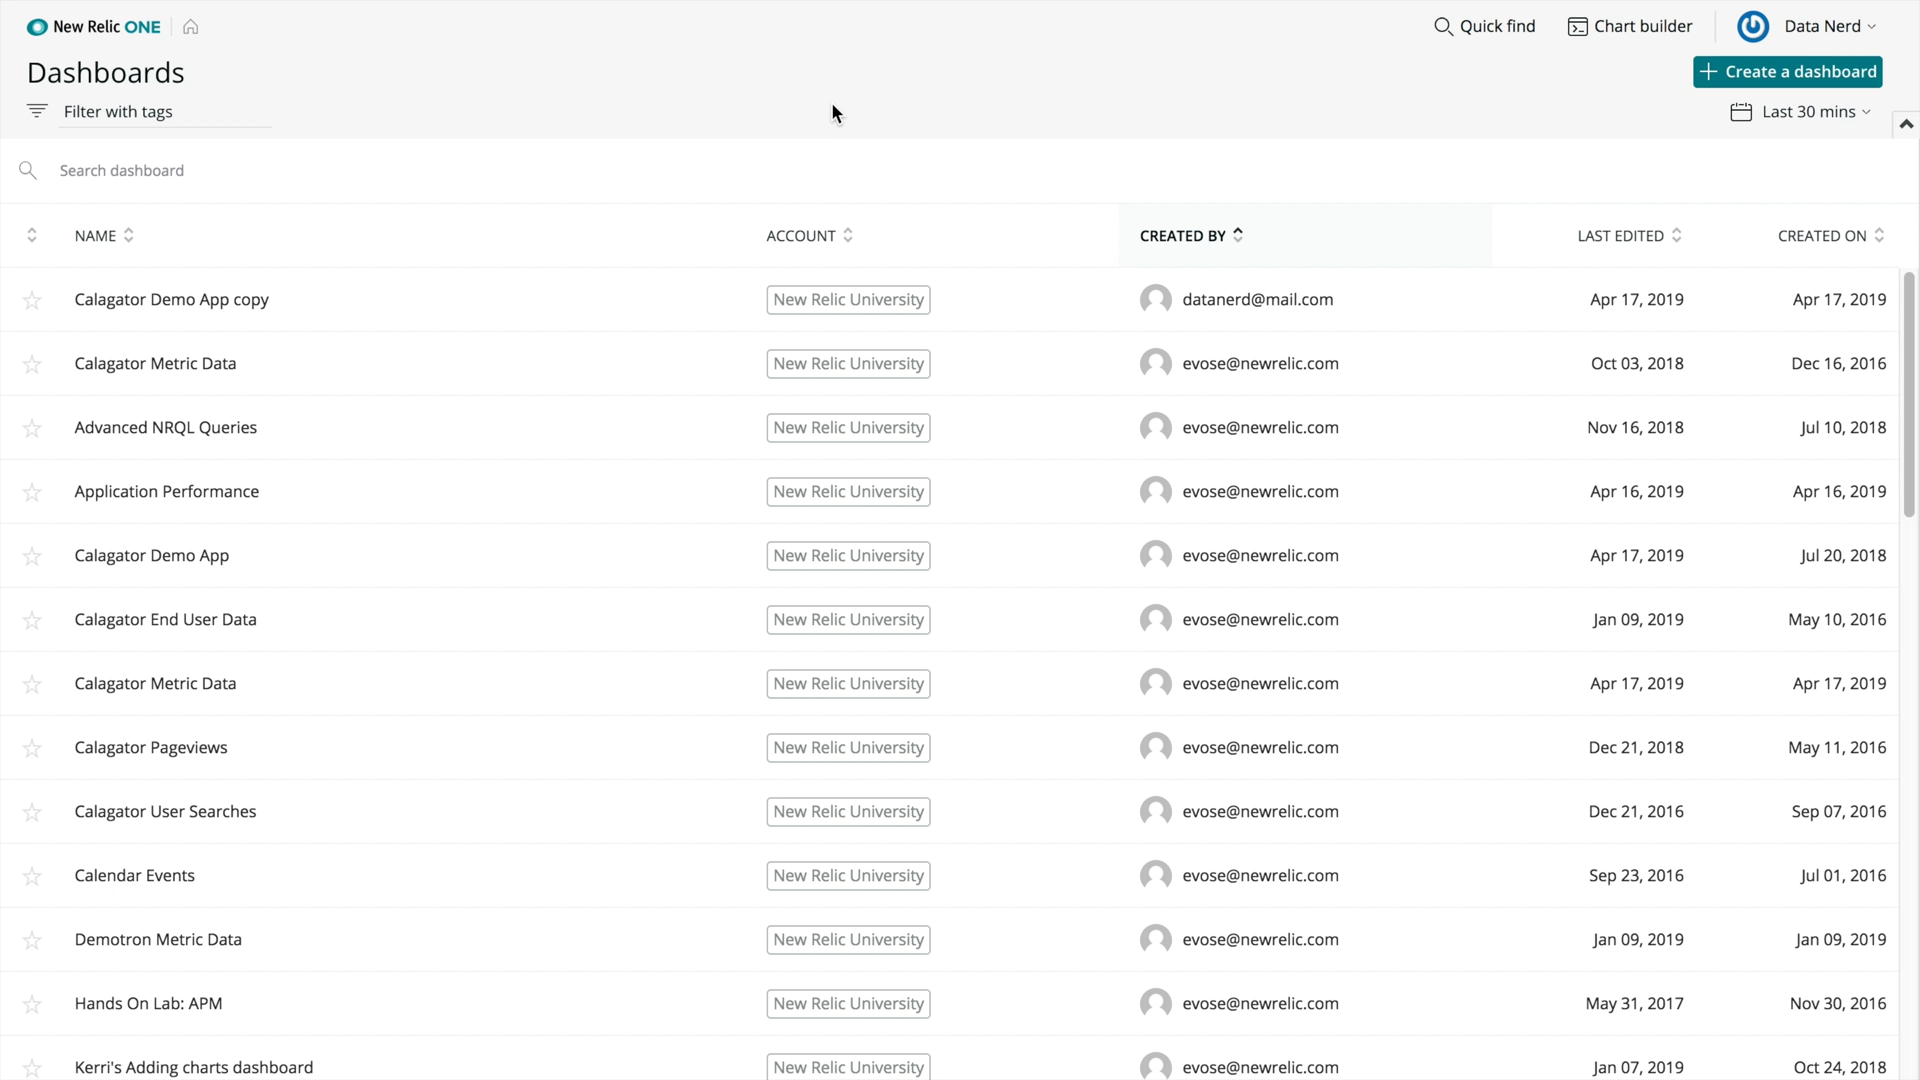 New Relic ONE Quick find Chart builder Data Nerd
Dashboards + Create a dashboard
Filter with tags Last 30 mins
Search dashboard
NAME ACCOUNT CREATED BY LAST EDITED CREATED ON
Calagator Demo App copy New Relic University datanerd@mail.com Apr 17, 2019 Apr 17, 2019
Calagator Metric Data New Relic University evose@newrelic.com Oct 03, 2018 Dec 16, 2016
Advanced NRQL Queries New Relic University evose@newrelic.com Nov 16, 2018 Jul 10, 2018
Application Performance New Relic University evose@newrelic.com Apr 16, 2019 Apr 16, 2019
Calagator Demo App New Relic University evose@newrelic.com Apr 17, 2019 Jul 20, 2018
Calagator End User Data New Relic University evose@newrelic.com Jan 09, 2019 May 10, 2016
Calagator Metric Data New Relic University evose@newrelic.com Apr 17, 2019 Apr 17, 2019
Calagator Pageviews New Relic University evose@newrelic.com Dec 21, 2018 May 11, 2016
Calagator User Searches New Relic University evose@newrelic.com Dec 21, 2016 Sep 07, 2016
Calendar Events New Relic University evose@newrelic.com Sep 23, 2016 Jul 01, 2016
Demotron Metric Data New Relic University evose@newrelic.com Jan 09, 2019 Jan 09, 2019
Hands On Lab: APM New Relic University evose@newrelic.com May 31, 2017 Nov 30, 2016
Kerri's Adding charts dashboard New Relic University evose@newrelic.com Jan 07, 2019 Oct 24, 2018